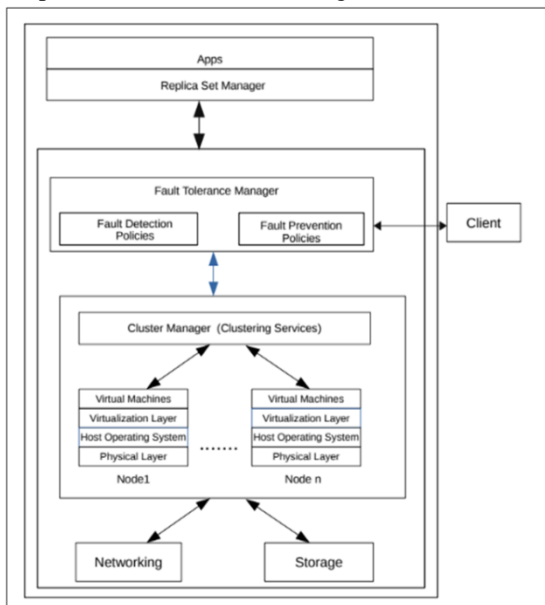 Apps
Replica Set Manager
Fault Tolerance Manager
Fault Detection
Policies
Fault Prevention
Policies
Client
Cluster Manager (Clustering Services)
Virtual Machines
Virtualization Layer
Host Operating System
Physical Layer
Node1
.......
Virtual Machines
Virtualization Layer
Host Operating System
Physical Layer
Node n
Networking
Storage